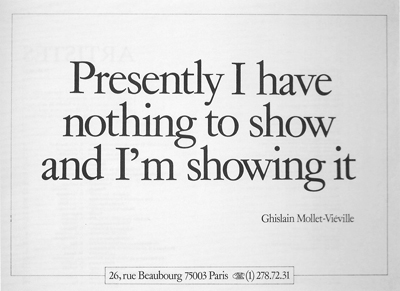 ARTISTES
Presently I have
nothing to show
and I'm showing it
Ghislain Mollet-Viéville
26, rue Beaubourg 75003 Paris ☎(1) 278.72.31